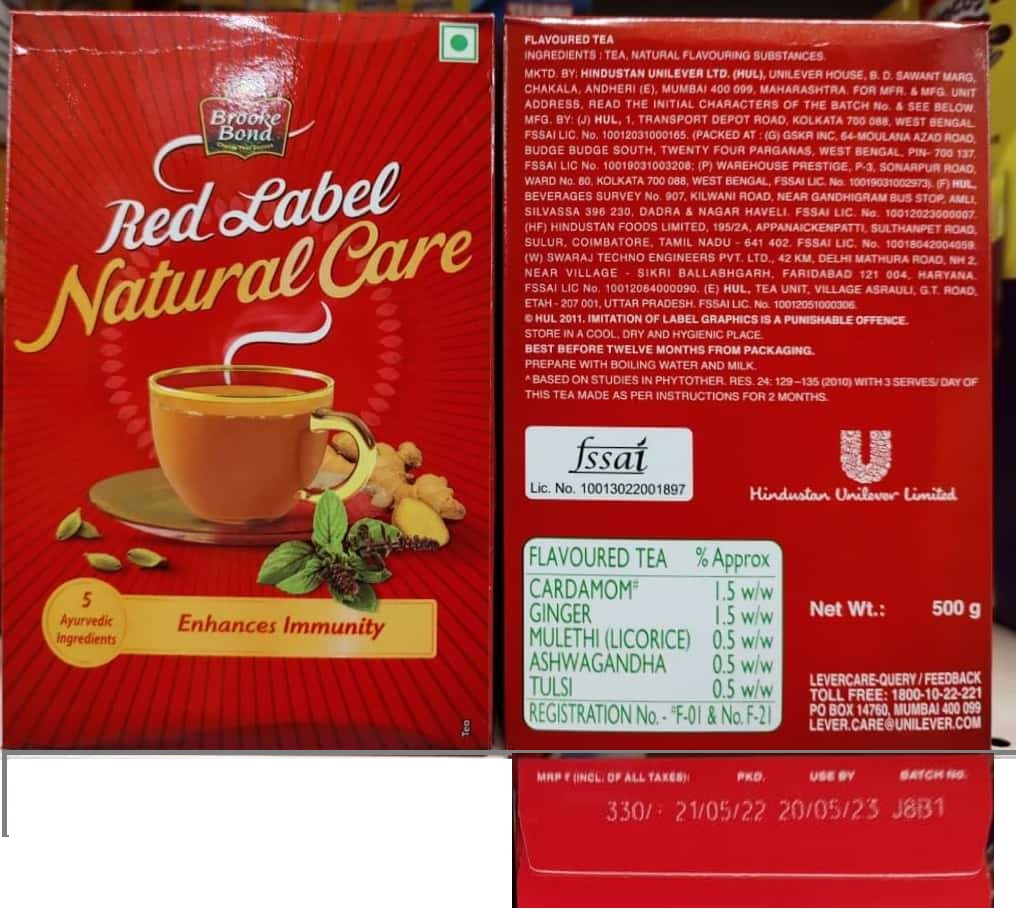 Brooke
Bond
Red Label
Natural Care
5
Ayurvedic
Ingredients
Enhances Immunity
Tea
FLAVOURED TEA
INGREDIENTS : TEA, NATURAL FLAVOURING SUBSTANCES.
MKTD. BY: HINDUSTAN UNILEVER LTD. (HUL), UNILEVER HOUSE, B. D. SAWANT MARG,
CHAKALA, ANDHERI (E), MUMBAI 400 099, MAHARASHTRA. FOR MFR. & MFG. UNIT
ADDRESS, READ THE INITIAL CHARACTERS OF THE BATCH No. & SEE BELOW.
MFG. BY: (J) HUL, 1, TRANSPORT DEPOT ROAD, KOLKATA 700 088, WEST BENGAL.
FSSAI LIC. No. 10012031000165. (PACKED AT : (G) GSKR INC, 64-MOULANA AZAD ROAD,
BUDGE BUDGE SOUTH, TWENTY FOUR PARGANAS, WEST BENGAL, PIN- 700 137.
FSSAI LIC No. 10019031003208; (P) WAREHOUSE PRESTIGE, P-3, SONARPUR ROAD,
WARD No. 80, KOLKATA 700 088, WEST BENGAL, FSSAI LIC. No. 10019031002973). (F) HUL,
BEVERAGES SURVEY No. 907, KILWANI ROAD, NEAR GANDHIGRAM BUS STOP, AMLI,
SILVASSA 396 230, DADRA & NAGAR HAVELI. FSSAI LIC. No. 10012023000007.
(HF) HINDUSTAN FOODS LIMITED, 195/2A, APPANAICKENPATTI, SULTHANPET ROAD,
SULUR, COIMBATORE, TAMIL NADU - 641 402. FSSAI LIC. No. 10018042004059.
(W) SWARAJ TECHNO ENGINEERS PVT. LTD., 42 KM, DELHI MATHURA ROAD, NH 2,
NEAR VILLAGE - SIKRI BALLABHGARH, FARIDABAD 121 004, HARYANA.
FSSAI LIC. No. 10012064000090. (E) HUL, TEA UNIT, VILLAGE ASRAULI, G.T. ROAD,
ETAH - 207 001, UTTAR PRADESH. FSSAI LIC. No. 10012051000306.
© HUL 2011. IMITATION OF LABEL GRAPHICS IS A PUNISHABLE OFFENCE.
STORE IN A COOL, DRY AND HYGIENIC PLACE.
BEST BEFORE TWELVE MONTHS FROM PACKAGING.
PREPARE WITH BOILING WATER AND MILK.
^ BASED ON STUDIES IN PHYTOTHER. RES. 24: 129–135 (2010) WITH 3 SERVES/ DAY OF
THIS TEA MADE AS PER INSTRUCTIONS FOR 2 MONTHS.
fssai
Lic. No. 10013022001897
Hindustan Unilever Limited
FLAVOURED TEA % Approx
CARDAMOM# 1.5 w/w
GINGER 1.5 w/w
MULETHI (LICORICE) 0.5 w/w
ASHWAGANDHA 0.5 w/w
TULSI 0.5 w/w
REGISTRATION No. - #F-01 & No. F-21
Net Wt.: 500 g
LEVERCARE-QUERY / FEEDBACK
TOLL FREE: 1800-10-22-221
PO BOX 14760, MUMBAI 400 099
LEVER.CARE@UNILEVER.COM
MRP ₹ (INCL. OF ALL TAXES): PKD. USE BY BATCH No.
330/- 21/05/22 20/05/23 J8B1